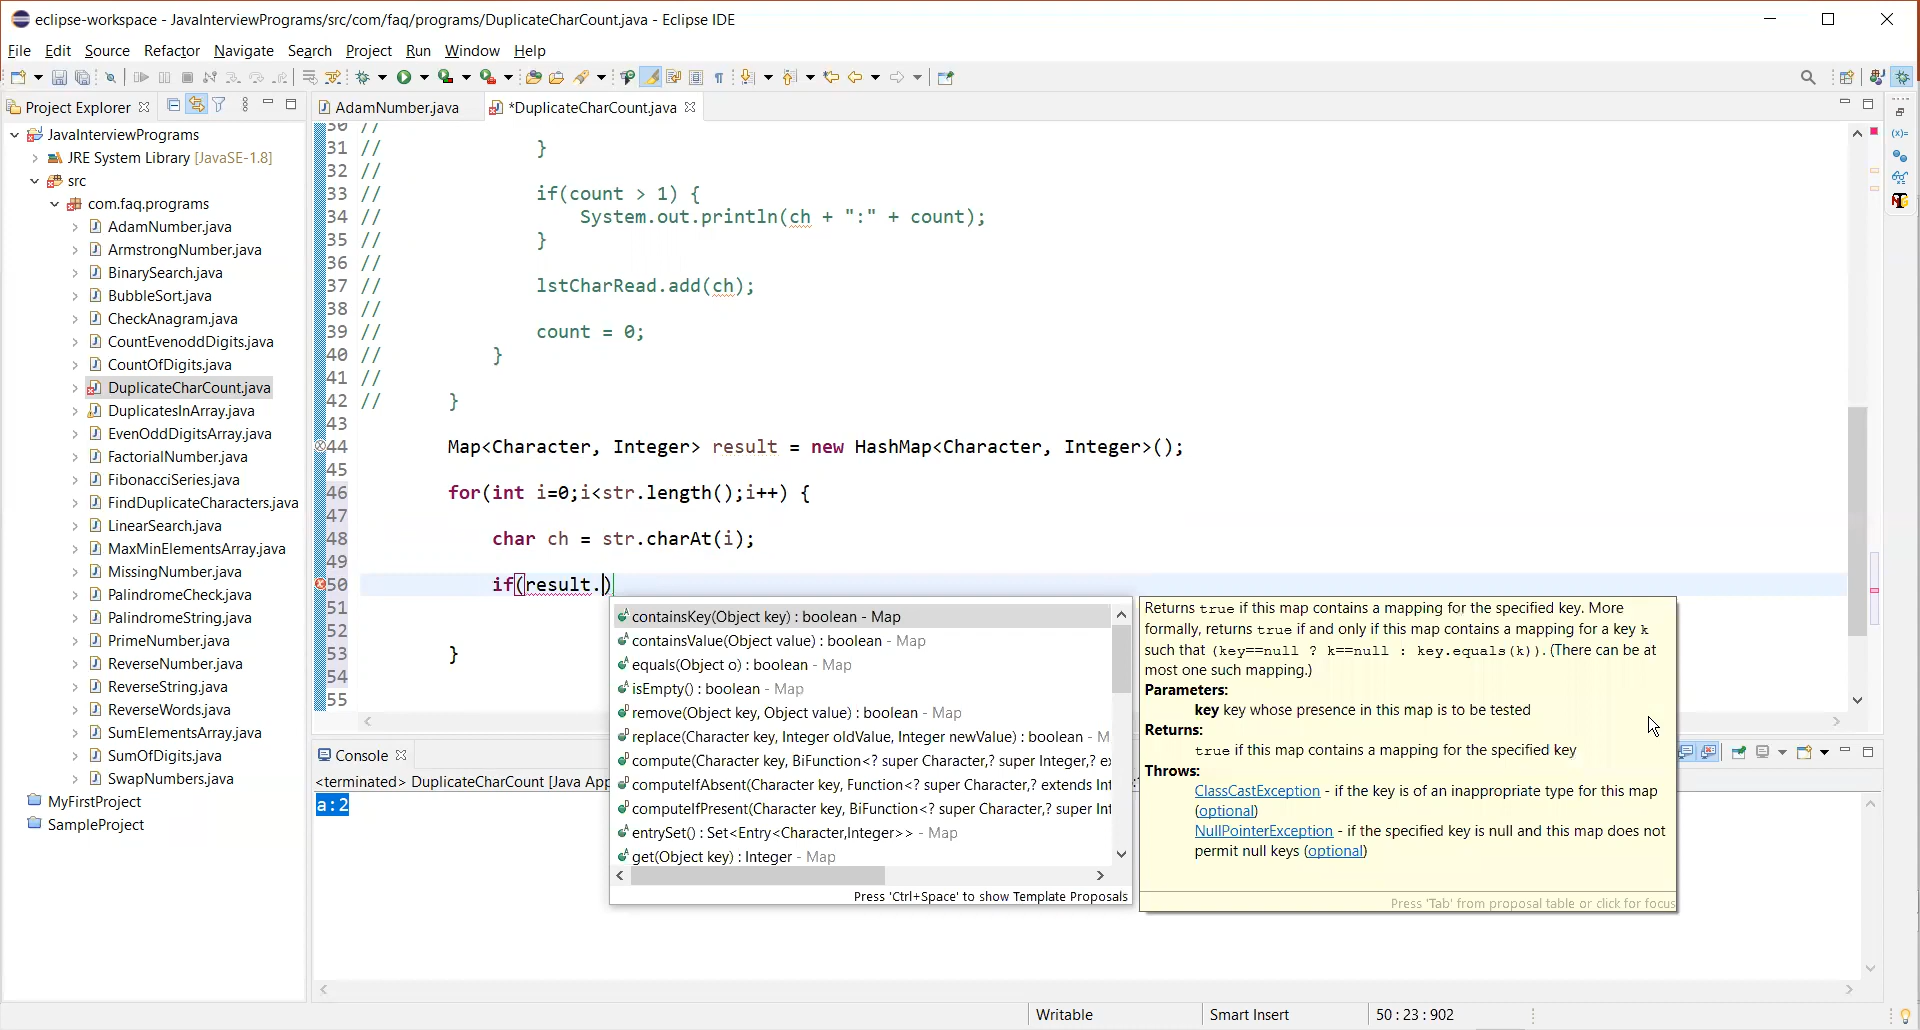 eclipse-workspace - JavaInterviewPrograms/src/com/faq/programs/DuplicateCharCount.java - Eclipse IDE
File Edit Source Refactor Navigate Search Project Run Window Help
Project Explorer
AdamNumber.java
*DuplicateCharCount.java
JavaInterviewPrograms
JRE System Library [JavaSE-1.8]
src
com.faq.programs
AdamNumber.java
ArmstrongNumber.java
BinarySearch.java
BubbleSort.java
CheckAnagram.java
CountEvenoddDigits.java
CountOfDigits.java
DuplicateCharCount.java
DuplicatesInArray.java
EvenOddDigitsArray.java
FactorialNumber.java
FibonacciSeries.java
FindDuplicateCharacters.java
LinearSearch.java
MaxMinElementsArray.java
MissingNumber.java
PalindromeCheck.java
PalindromeString.java
PrimeNumber.java
ReverseNumber.java
ReverseString.java
ReverseWords.java
SumElementsArray.java
SumOfDigits.java
SwapNumbers.java
MyFirstProject
SampleProject
30 //
31 // }
32 //
33 // if(count > 1) {
34 // System.out.println(ch + ":" + count);
35 // }
36 //
37 // lstCharRead.add(ch);
38 //
39 // count = 0;
40 // }
41 //
42 // }
43
44 Map<Character, Integer> result = new HashMap<Character, Integer>();
45
46 for(int i=0;i<str.length();i++) {
47
48 char ch = str.charAt(i);
49
50 if(result.)
51
52
53 }
54
55
containsKey(Object key) : boolean - Map
containsValue(Object value) : boolean - Map
equals(Object o) : boolean - Map
isEmpty() : boolean - Map
remove(Object key, Object value) : boolean - Map
replace(Character key, Integer oldValue, Integer newValue) : boolean - M
compute(Character key, BiFunction<? super Character,? super Integer,? ex
computeIfAbsent(Character key, Function<? super Character,? extends Int
computeIfPresent(Character key, BiFunction<? super Character,? super Int
entrySet() : Set<Entry<Character,Integer>> - Map
get(Object key) : Integer - Map
Press 'Ctrl+Space' to show Template Proposals
Returns true if this map contains a mapping for the specified key. More
formally, returns true if and only if this map contains a mapping for a key k
such that (key==null ? k==null : key.equals(k)). (There can be at
most one such mapping.)
Parameters:
key key whose presence in this map is to be tested
Returns:
true if this map contains a mapping for the specified key
Throws:
ClassCastException - if the key is of an inappropriate type for this map
(optional)
NullPointerException - if the specified key is null and this map does not
permit null keys (optional)
Press 'Tab' from proposal table or click for focus
Console
<terminated> DuplicateCharCount [Java App
a:2
Writable
Smart Insert
50 : 23 : 902